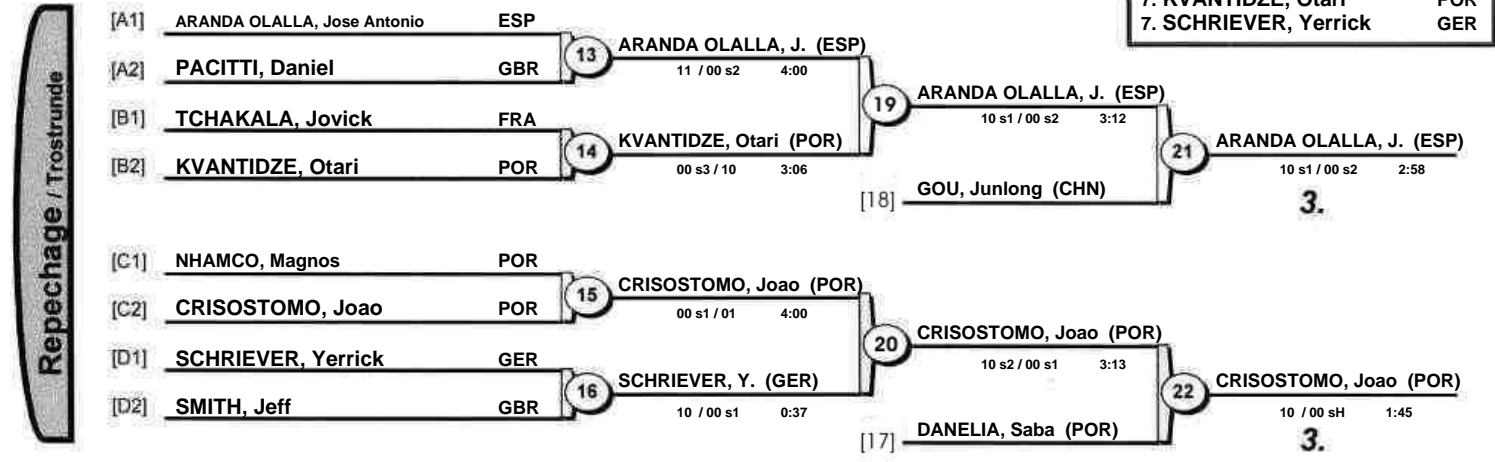 7. KVANTIDZE, Otari POR
7. SCHRIEVER, Yerrick GER
Repechage / Trostrunde
[A1] ARANDA OLALLA, Jose Antonio ESP
[A2] PACITTI, Daniel GBR
13
ARANDA OLALLA, J. (ESP)
11 / 00 s2 4:00
[B1] TCHAKALA, Jovick FRA
[B2] KVANTIDZE, Otari POR
14
KVANTIDZE, Otari (POR)
00 s3 / 10 3:06
19
ARANDA OLALLA, J. (ESP)
10 s1 / 00 s2 3:12
[18] GOU, Junlong (CHN)
21
ARANDA OLALLA, J. (ESP)
10 s1 / 00 s2 2:58
3.
[C1] NHAMCO, Magnos POR
[C2] CRISOSTOMO, Joao POR
15
CRISOSTOMO, Joao (POR)
00 s1 / 01 4:00
[D1] SCHRIEVER, Yerrick GER
[D2] SMITH, Jeff GBR
16
SCHRIEVER, Y. (GER)
10 / 00 s1 0:37
20
CRISOSTOMO, Joao (POR)
10 s2 / 00 s1 3:13
[17] DANELIA, Saba (POR)
22
CRISOSTOMO, Joao (POR)
10 / 00 sH 1:45
3.